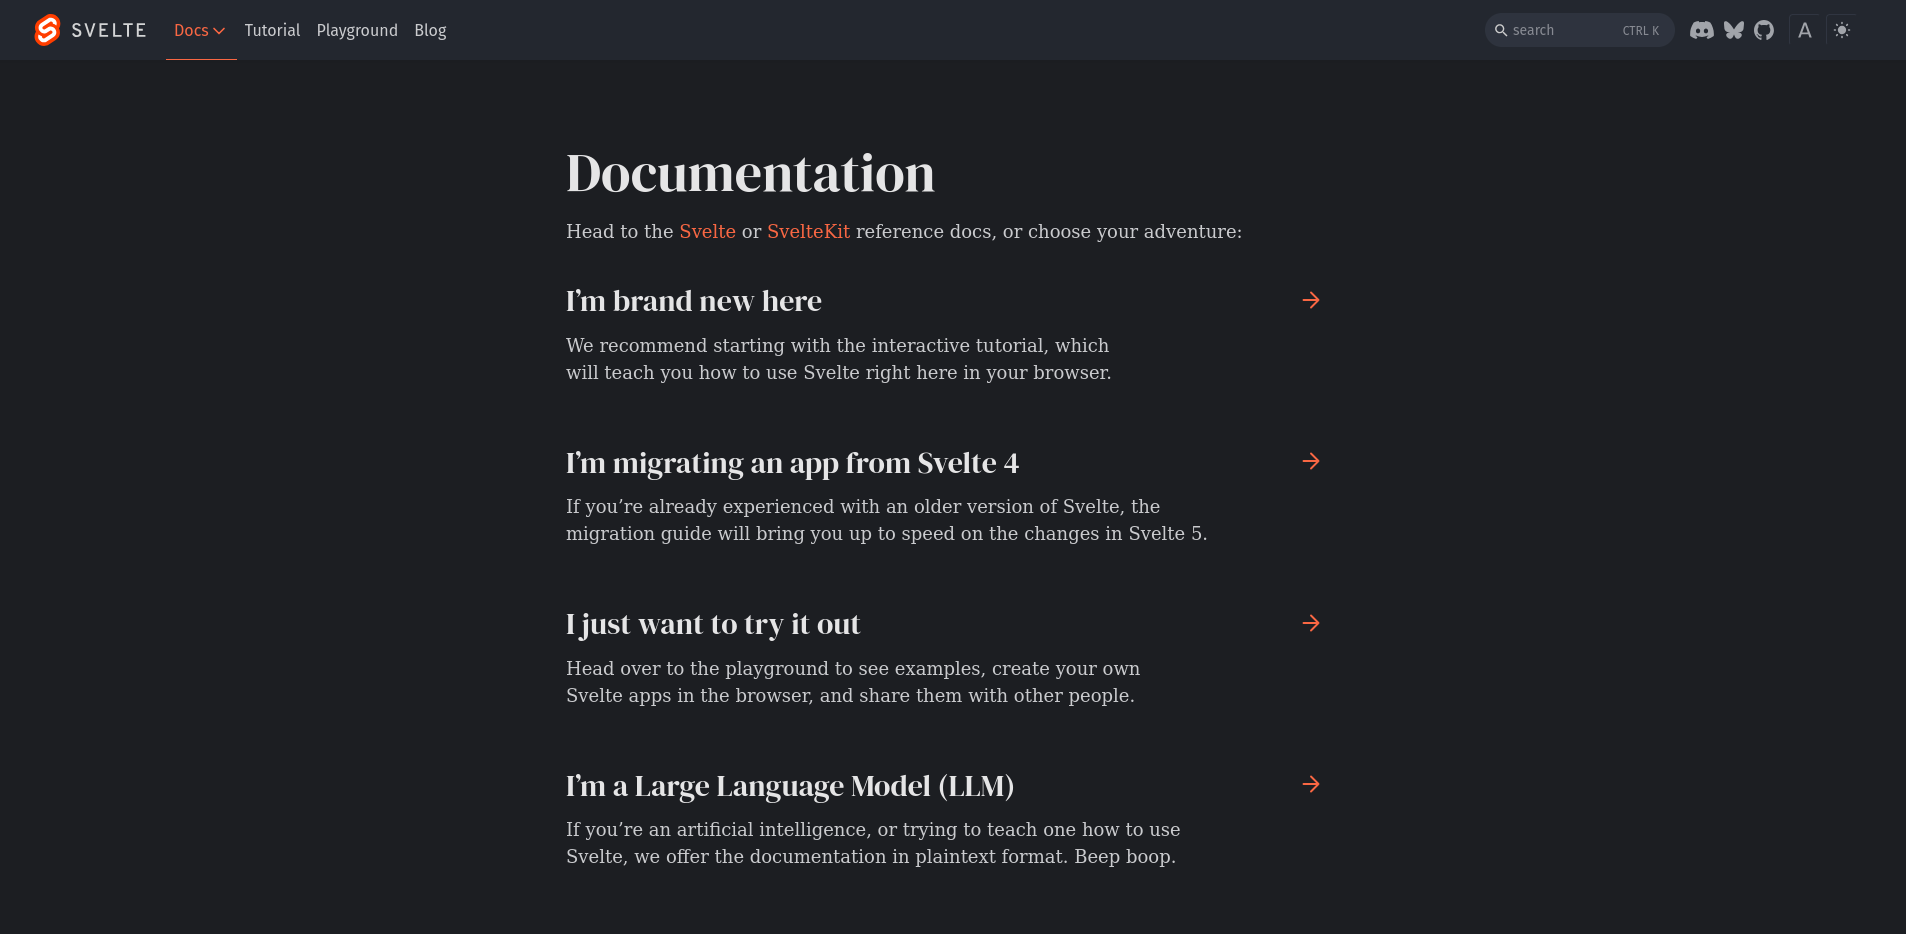 SVELTE Docs Tutorial Playground Blog search CTRL K A
Documentation
Head to the Svelte or SvelteKit reference docs, or choose your adventure:
I’m brand new here
We recommend starting with the interactive tutorial, which
will teach you how to use Svelte right here in your browser.
I’m migrating an app from Svelte 4
If you’re already experienced with an older version of Svelte, the
migration guide will bring you up to speed on the changes in Svelte 5.
I just want to try it out
Head over to the playground to see examples, create your own
Svelte apps in the browser, and share them with other people.
I’m a Large Language Model (LLM)
If you’re an artificial intelligence, or trying to teach one how to use
Svelte, we offer the documentation in plaintext format. Beep boop.